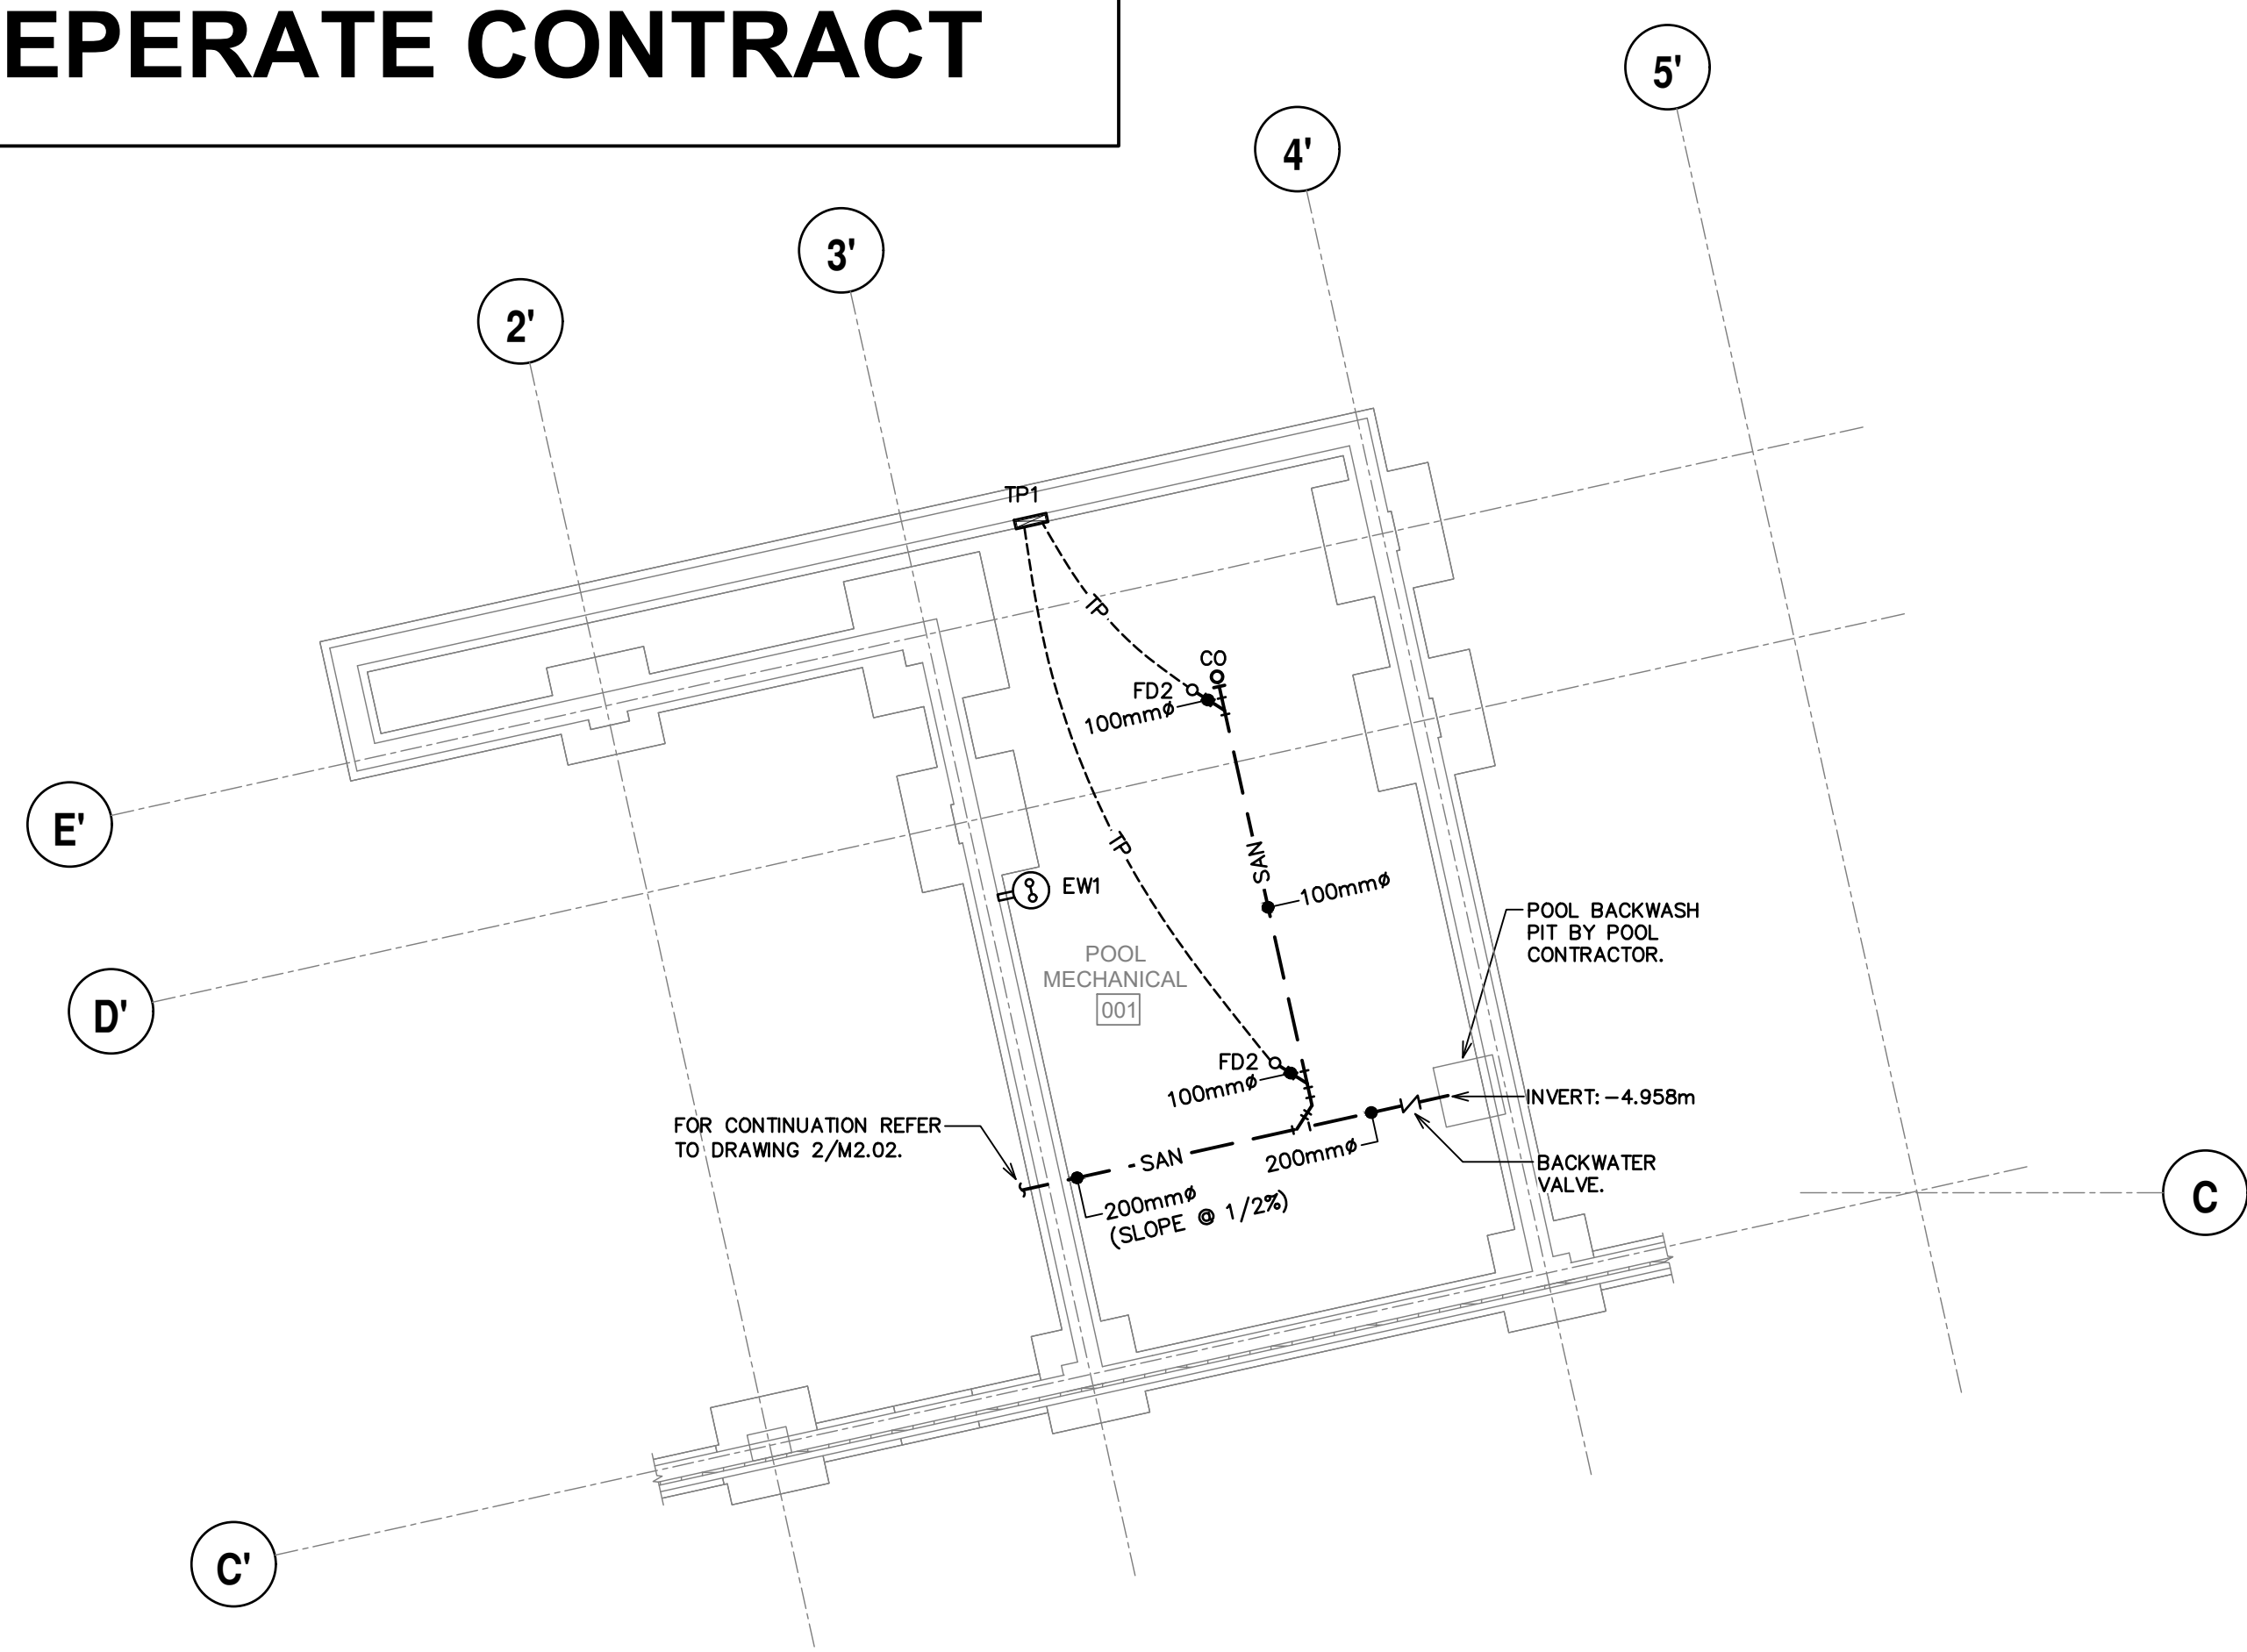 EPERATE CONTRACT
5'
4'
3'
2'
TP1
TP
CO
FD2
100mmø
E'
TP
SAN
EW1
100mmø
POOL BACKWASH
PIT BY POOL
CONTRACTOR.
POOL
MECHANICAL
001
D'
FD2
100mmø
INVERT: -4.958m
FOR CONTINUATION REFER
TO DRAWING 2/M2.02.
SAN
200mmø
BACKWATER
VALVE.
200mmø
(SLOPE @ 1/2%)
C
C'